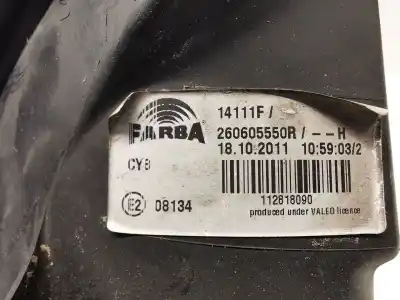 FARBA
14111F /
260605550R / - - H
18.10.2011 10:59:03/2
CY8
E2 08134
112818090
produced under VALEO licence